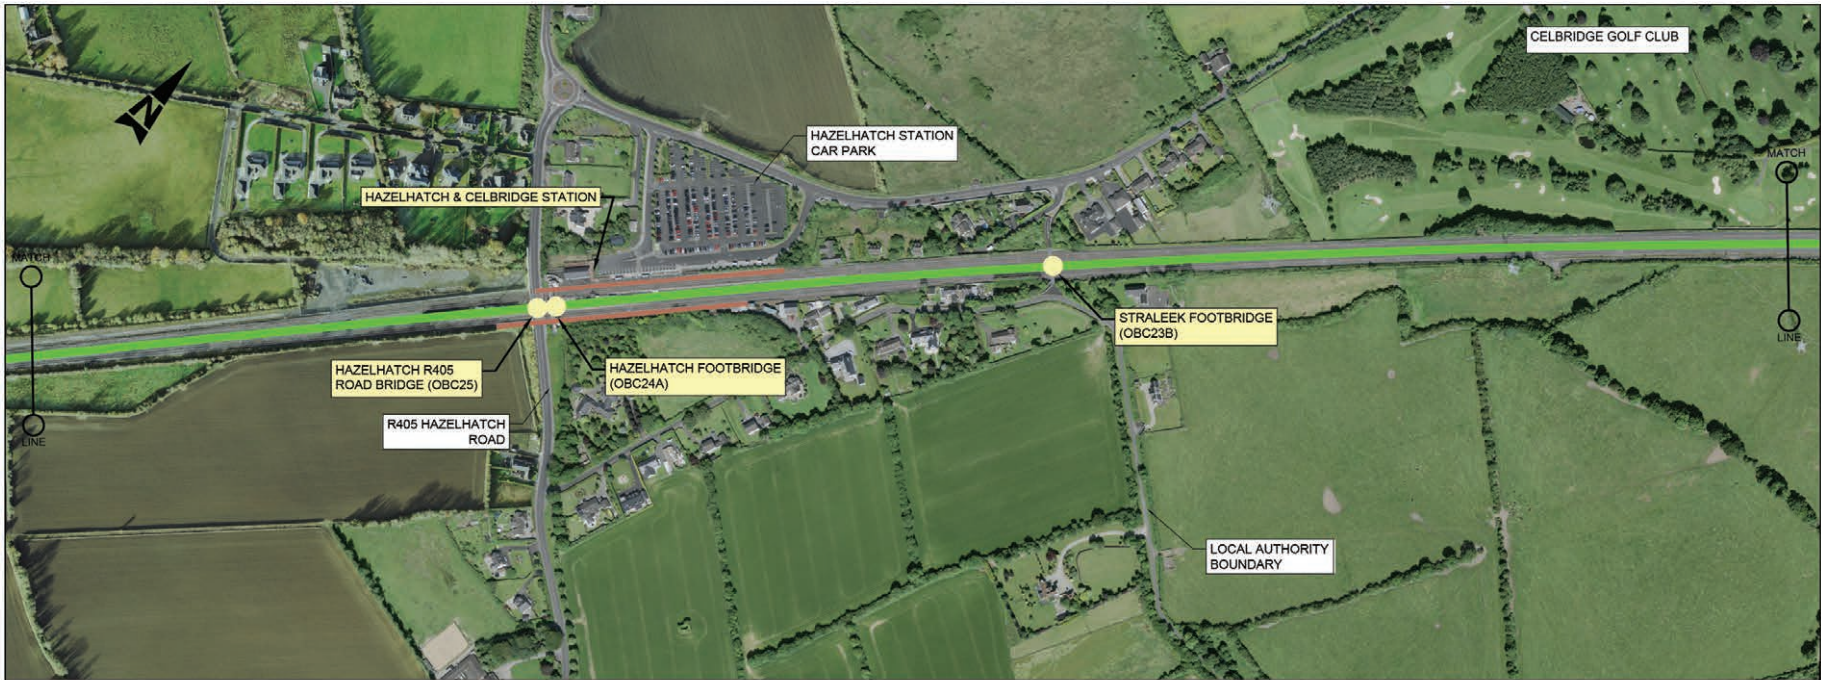 CELBRIDGE GOLF CLUB
N
HAZELHATCH STATION
CAR PARK
MATCH
HAZELHATCH & CELBRIDGE STATION
MATCH
STRALEEK FOOTBRIDGE
(OBC23B)
LINE
HAZELHATCH R405
ROAD BRIDGE (OBC25)
HAZELHATCH FOOTBRIDGE
(OBC24A)
R405 HAZELHATCH
ROAD
LINE
LOCAL AUTHORITY
BOUNDARY